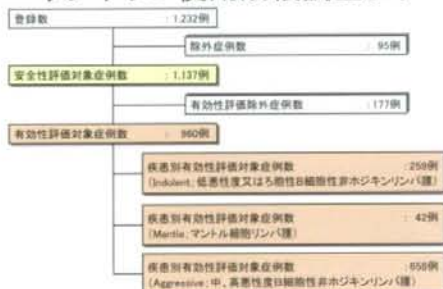 登録数 : 1,232例
除外症例数 : 95例
安全性評価対象症例数 : 1,137例
有効性評価除外症例数 : 177例
有効性評価対象症例数 : 960例
疾患別有効性評価対象症例数 : 259例
(Indolent; 低悪性度又はろ胞性B細胞性非ホジキンリンパ腫)
疾患別有効性評価対象症例数 : 42例
(Mantle; マントル細胞リンパ腫)
疾患別有効性評価対象症例数 : 659例
(Aggressive; 中, 高悪性度B細胞性非ホジキンリンパ腫)